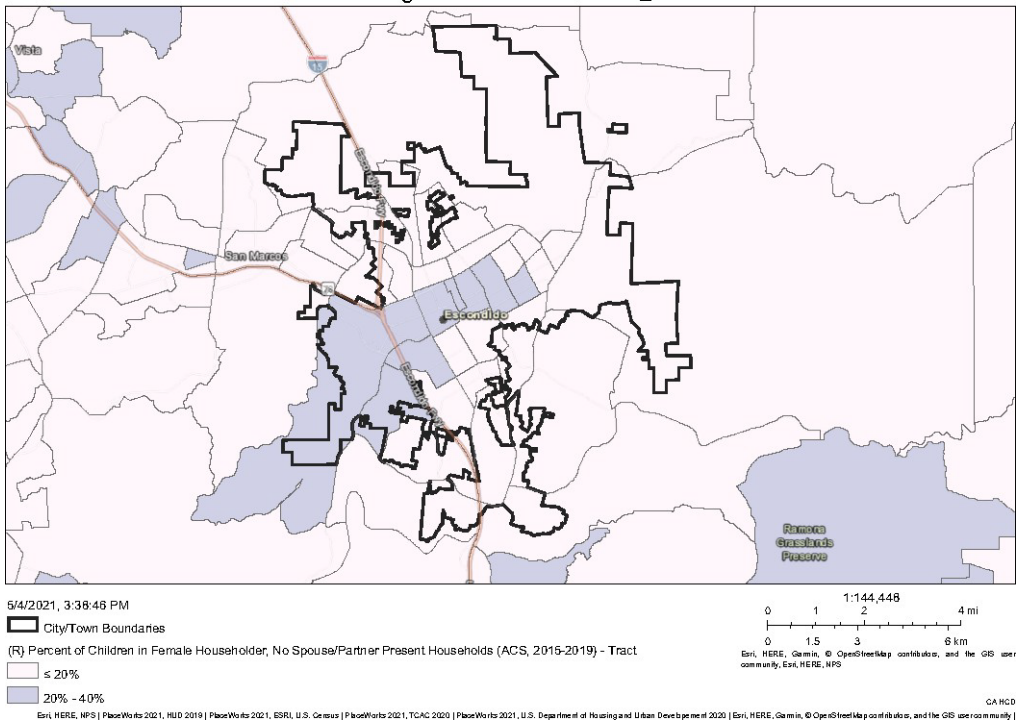 Vista
15
San Marcos
78
Escondido
Ramona
Grasslands
Preserve
5/4/2021, 3:38:46 PM
City/Town Boundaries
(R) Percent of Children in Female Householder, No Spouse/Partner Present Households (ACS, 2015-2019) - Tract
≤ 20%
20% - 40%
1:144,448
0 1 2 4 mi
0 1.5 3 6 km
Esri, HERE, Garmin, © OpenStreetMap contributors, and the GIS user
community, Esri, HERE, NPS
CA HCD
Esri, HERE, NPS | PlaceWorks 2021, HUD 2019 | PlaceWorks 2021, ESRI, U.S. Census | PlaceWorks 2021, TCAC 2020 | PlaceWorks 2021, U.S. Department of Housing and Urban Development 2020 | Esri, HERE, Garmin, © OpenStreetMap contributors, and the GIS user community |